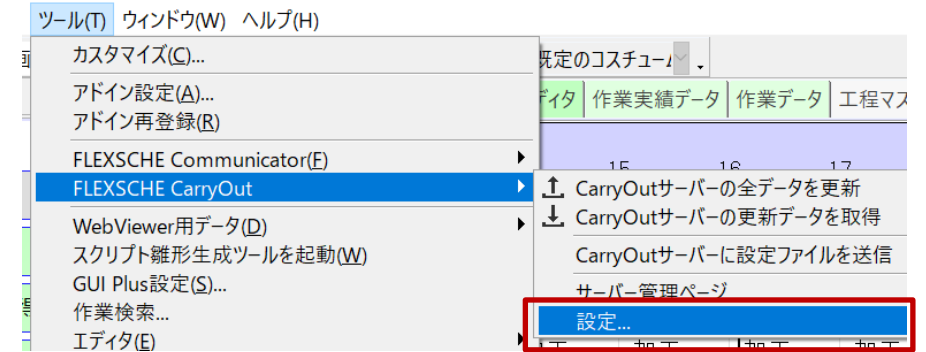 ツール(T) ウィンドウ(W) ヘルプ(H)
カスタマイズ(C)...
既定のコスチューム
アドイン設定(A)...
アドイン再登録(R)
ディタ 作業実績データ 作業データ 工程マス
FLEXSCHE Communicator(F)
15 16 17
FLEXSCHE CarryOut
CarryOutサーバーの全データを更新
CarryOutサーバーの更新データを取得
CarryOutサーバーに設定ファイルを送信
サーバー管理ページ
設定...
WebViewer用データ(D)
スクリプト雛形生成ツールを起動(W)
GUI Plus設定(S)...
作業検索...
エディタ(E)